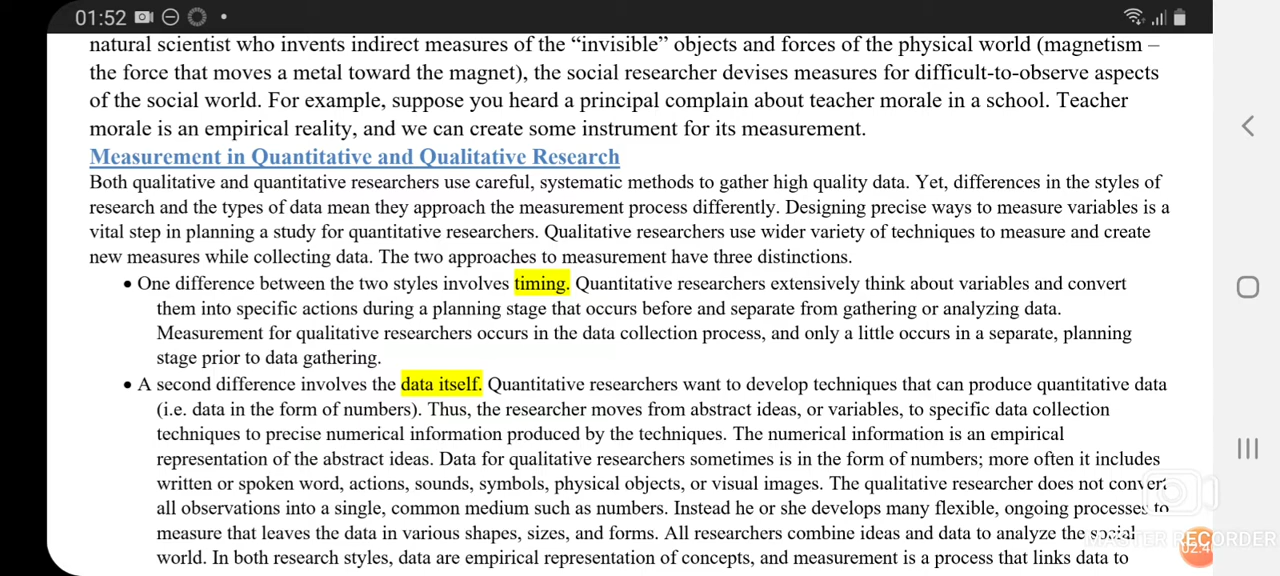 01:52
natural scientist who invents indirect measures of the “invisible” objects and forces of the physical world (magnetism –
the force that moves a metal toward the magnet), the social researcher devises measures for difficult-to-observe aspects
of the social world. For example, suppose you heard a principal complain about teacher morale in a school. Teacher
morale is an empirical reality, and we can create some instrument for its measurement.
Measurement in Quantitative and Qualitative Research
Both qualitative and quantitative researchers use careful, systematic methods to gather high quality data. Yet, differences in the styles of
research and the types of data mean they approach the measurement process differently. Designing precise ways to measure variables is a
vital step in planning a study for quantitative researchers. Qualitative researchers use wider variety of techniques to measure and create
new measures while collecting data. The two approaches to measurement have three distinctions.
• One difference between the two styles involves timing. Quantitative researchers extensively think about variables and convert
them into specific actions during a planning stage that occurs before and separate from gathering or analyzing data.
Measurement for qualitative researchers occurs in the data collection process, and only a little occurs in a separate, planning
stage prior to data gathering.
• A second difference involves the data itself. Quantitative researchers want to develop techniques that can produce quantitative data
(i.e. data in the form of numbers). Thus, the researcher moves from abstract ideas, or variables, to specific data collection
techniques to precise numerical information produced by the techniques. The numerical information is an empirical
representation of the abstract ideas. Data for qualitative researchers sometimes is in the form of numbers; more often it includes
written or spoken word, actions, sounds, symbols, physical objects, or visual images. The qualitative researcher does not convert
all observations into a single, common medium such as numbers. Instead he or she develops many flexible, ongoing processes to
measure that leaves the data in various shapes, sizes, and forms. All researchers combine ideas and data to analyze the social
MASTER RECORDER
world. In both research styles, data are empirical representation of concepts, and measurement is a process that links data to